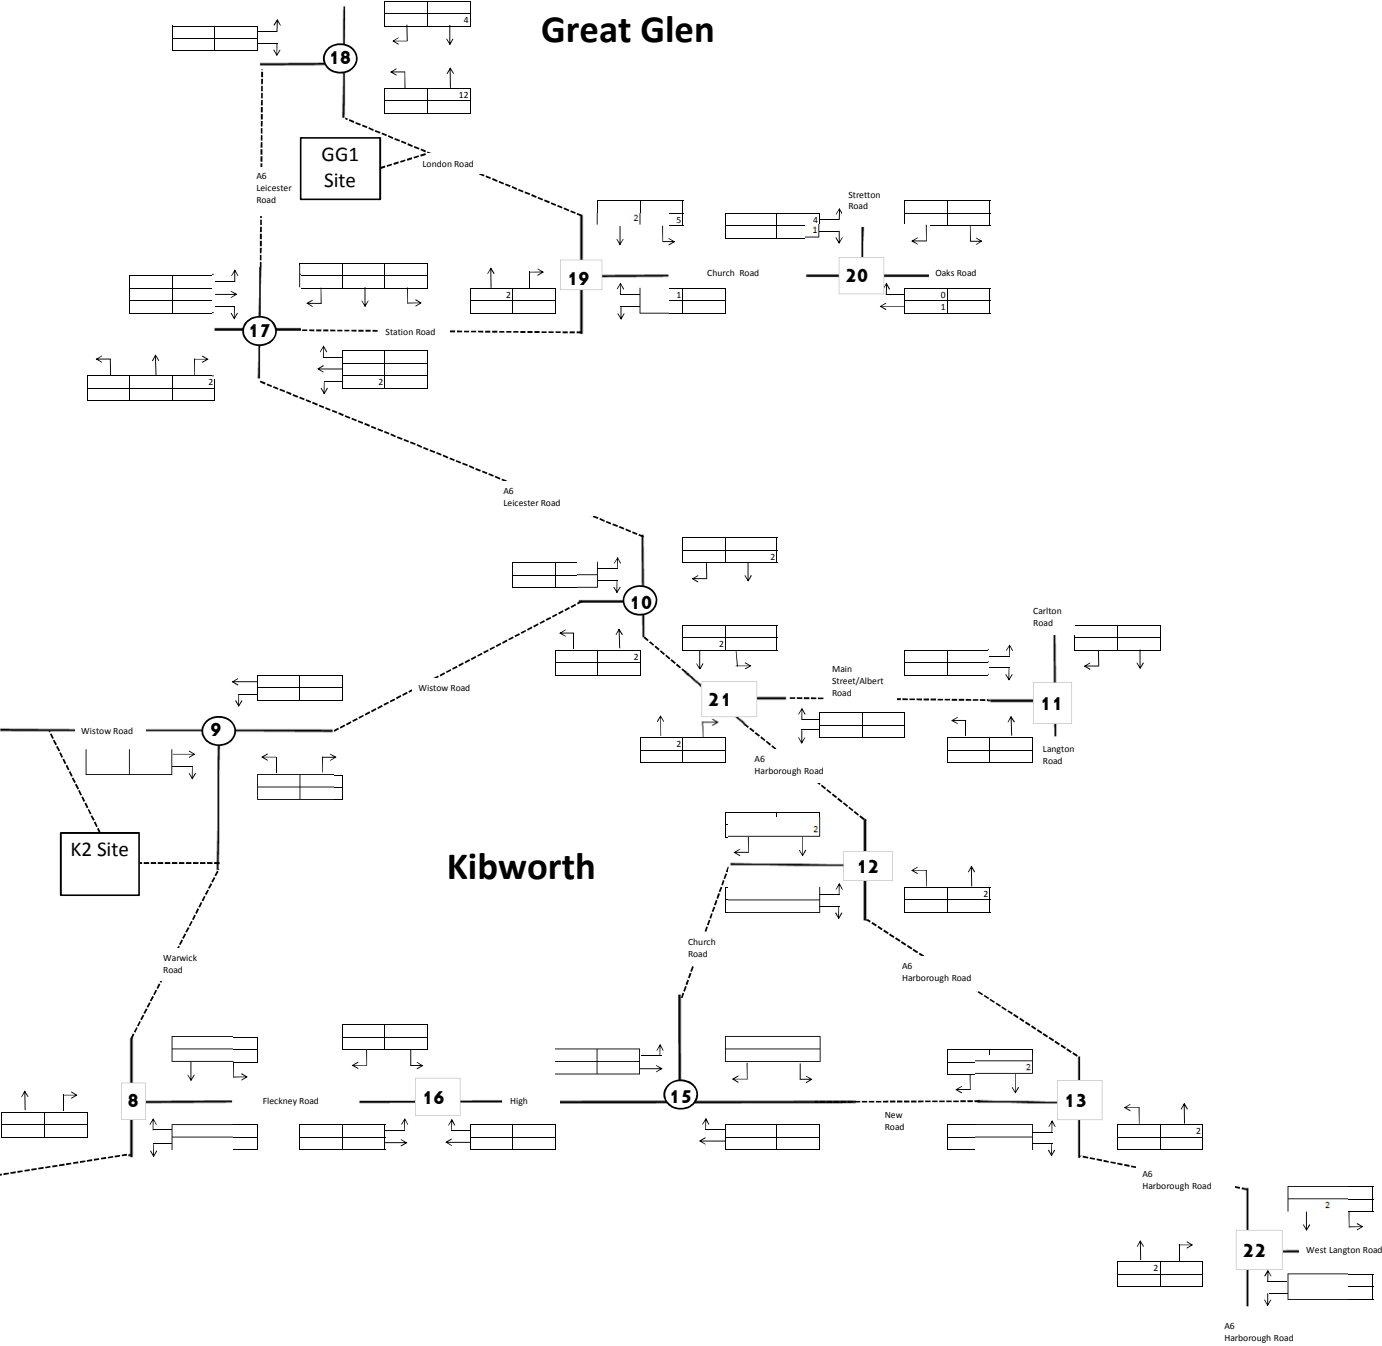 4
Great Glen
18
12
GG1
Site
London Road
A6
Leicester
Road
Stretton
Road
2
5
4
1
19
Church Road
20
Oaks Road
2
1
0
1
17
Station Road
2
2
A6
Leicester Road
2
10
Carlton
Road
2
2
Main
Street/Albert
Road
Wistow Road
21
11
Wistow Road
9
2
Langton
Road
A6
Harborough Road
2
K2 Site
Kibworth
12
2
Church
Road
Warwick
Road
A6
Harborough Road
2
8
Fleckney Road
16
High
15
13
New
Road
2
A6
Harborough Road
2
22
West Langton Road
2
A6
Harborough Road